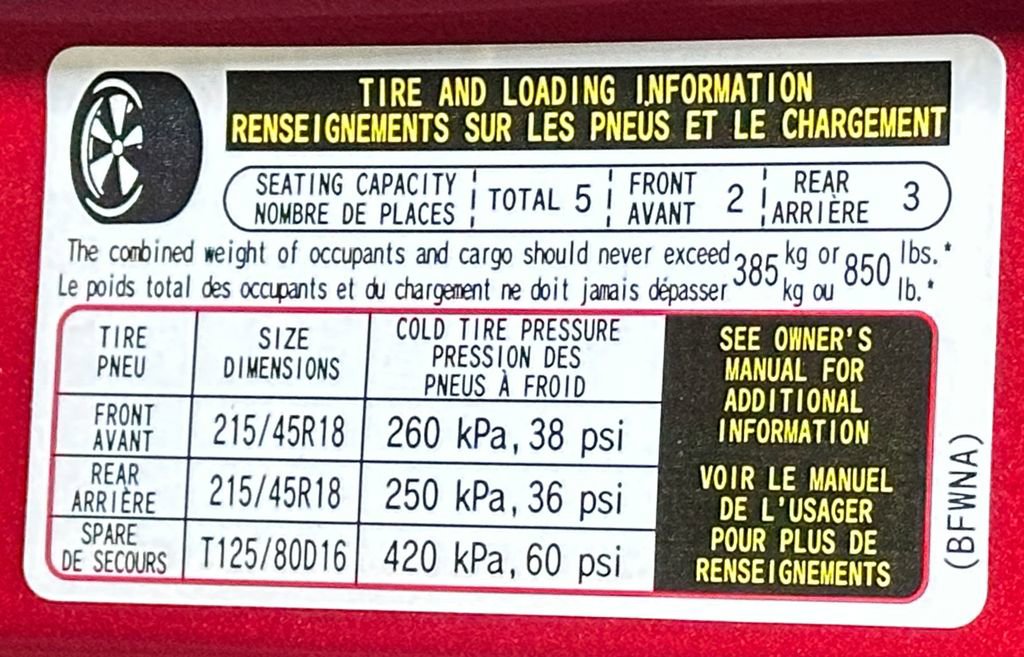 TIRE AND LOADING INFORMATION
RENSEIGNEMENTS SUR LES PNEUS ET LE CHARGEMENT
SEATING CAPACITY
NOMBRE DE PLACES
TOTAL 5
FRONT
AVANT
2
REAR
ARRIÈRE
3
The combined weight of occupants and cargo should never exceed 385 kg or 850 lbs.*
Le poids total des occupants et du chargement ne doit jamais dépasser kg ou lb.*
TIRE
PNEU
SIZE
DIMENSIONS
COLD TIRE PRESSURE
PRESSION DES
PNEUS À FROID
FRONT
AVANT
215/45R18
260 kPa, 38 psi
REAR
ARRIÈRE
215/45R18
250 kPa, 36 psi
SPARE
DE SECOURS
T125/80D16
420 kPa, 60 psi
SEE OWNER'S
MANUAL FOR
ADDITIONAL
INFORMATION
VOIR LE MANUEL
DE L'USAGER
POUR PLUS DE
RENSEIGNEMENTS
(BFWNA)